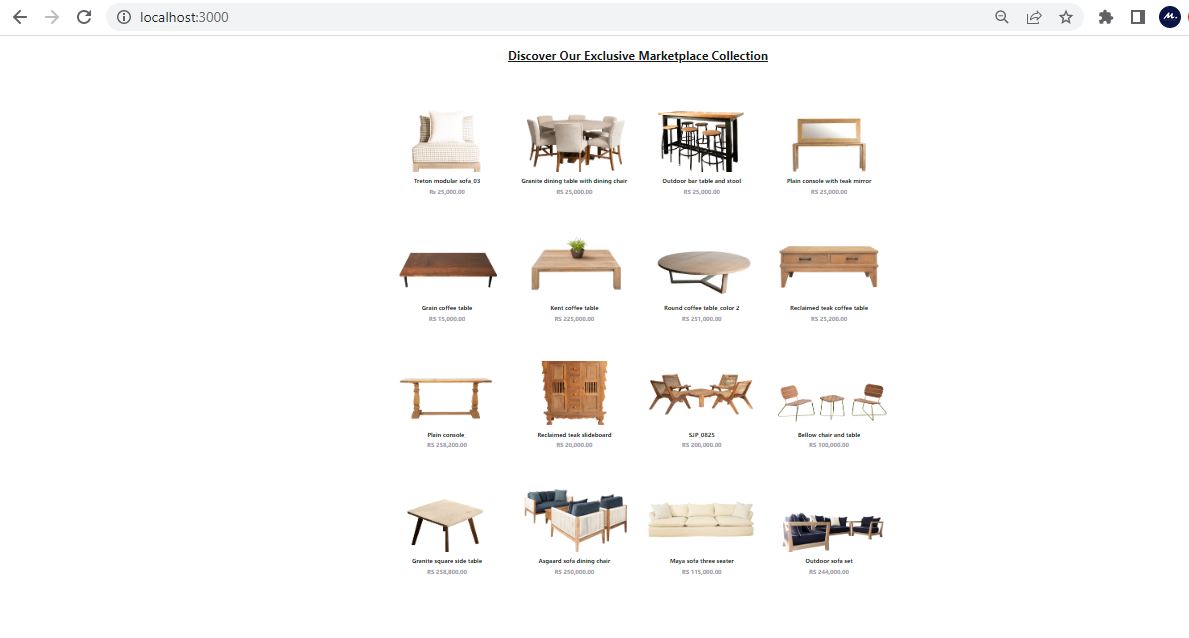 localhost:3000
Discover Our Exclusive Marketplace Collection
Treton modular sofa_03
Granite dining table with dining chair
Outdoor bar table and stool
Plain console with teak mirror
Rs 25,000.00
RS 25,000.00
RS 25,000.00
RS 25,000.00
Grain coffee table
Kent coffee table
Round coffee table_color 2
Reclaimed teak coffee table
RS 15,000.00
RS 225,000.00
RS 251,000.00
RS 25,200.00
Plain console_
Reclaimed teak slideboard
SJP_0825
Bellow chair and table
RS 258,200.00
RS 20,000.00
RS 200,000.00
RS 100,000.00
Granite square side table
Asgaard sofa dining chair
Maya sofa three seater
Outdoor sofa set
RS 258,800.00
RS 250,000.00
RS 115,000.00
RS 244,000.00